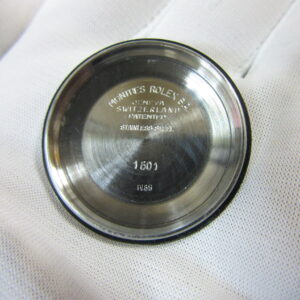 MONTRES ROLEX S.A
GENEVA
SWITZERLAND
PATENTED
STAINLESS STEEL
1601